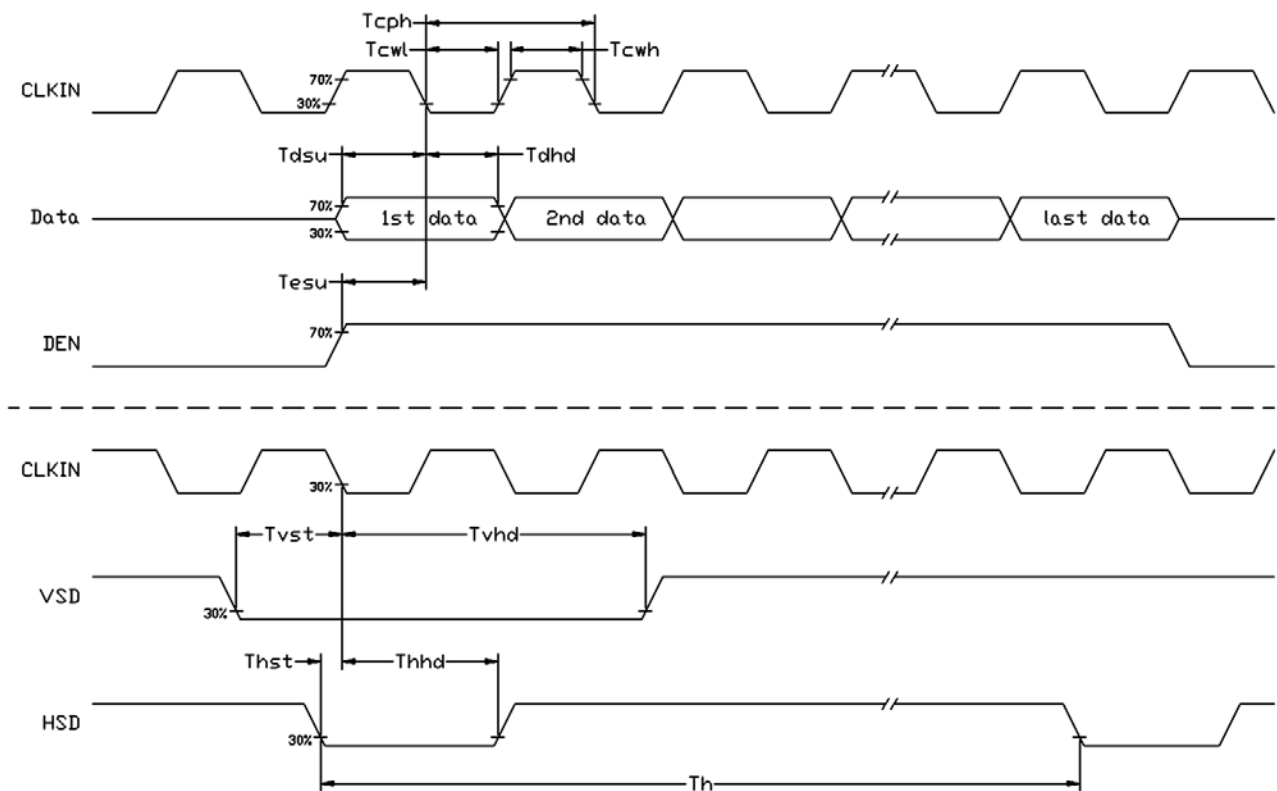 Tcph
Tcwl Tcwh
CLKIN 70%
30%
Tdsu Tdhd
Data 70% 1st data 2nd data last data
30%
Tesu
DEN 70%
CLKIN 30%
Tvst Tvhd
VSD 30%
Thst Thhd
HSD 30%
Th